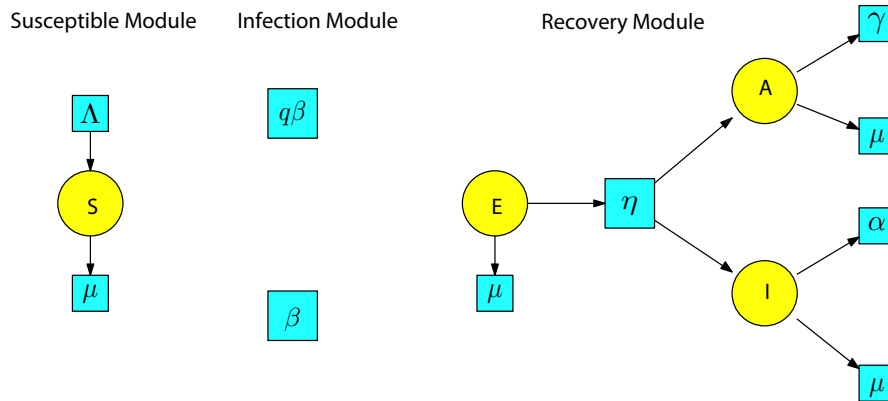 Susceptible Module
Infection Module
Recovery Module
Λ
S
μ
qβ
β
E
μ
η
A
γ
μ
I
α
μ